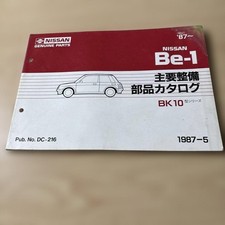 NISSAN
GENUINE PARTS
'87
NISSAN
Be-1
主要整備
部品カタログ
BK10
Pub. No. DC-216
1987-5